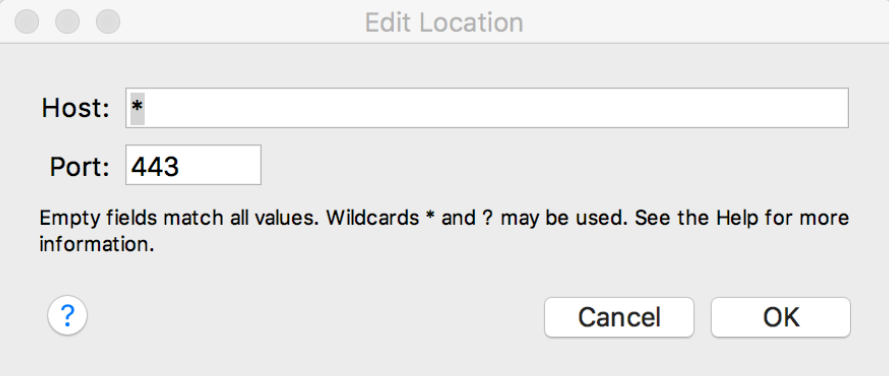 Edit Location
Host: *
Port: 443
Empty fields match all values. Wildcards * and ? may be used. See the Help for more
information.
? Cancel OK